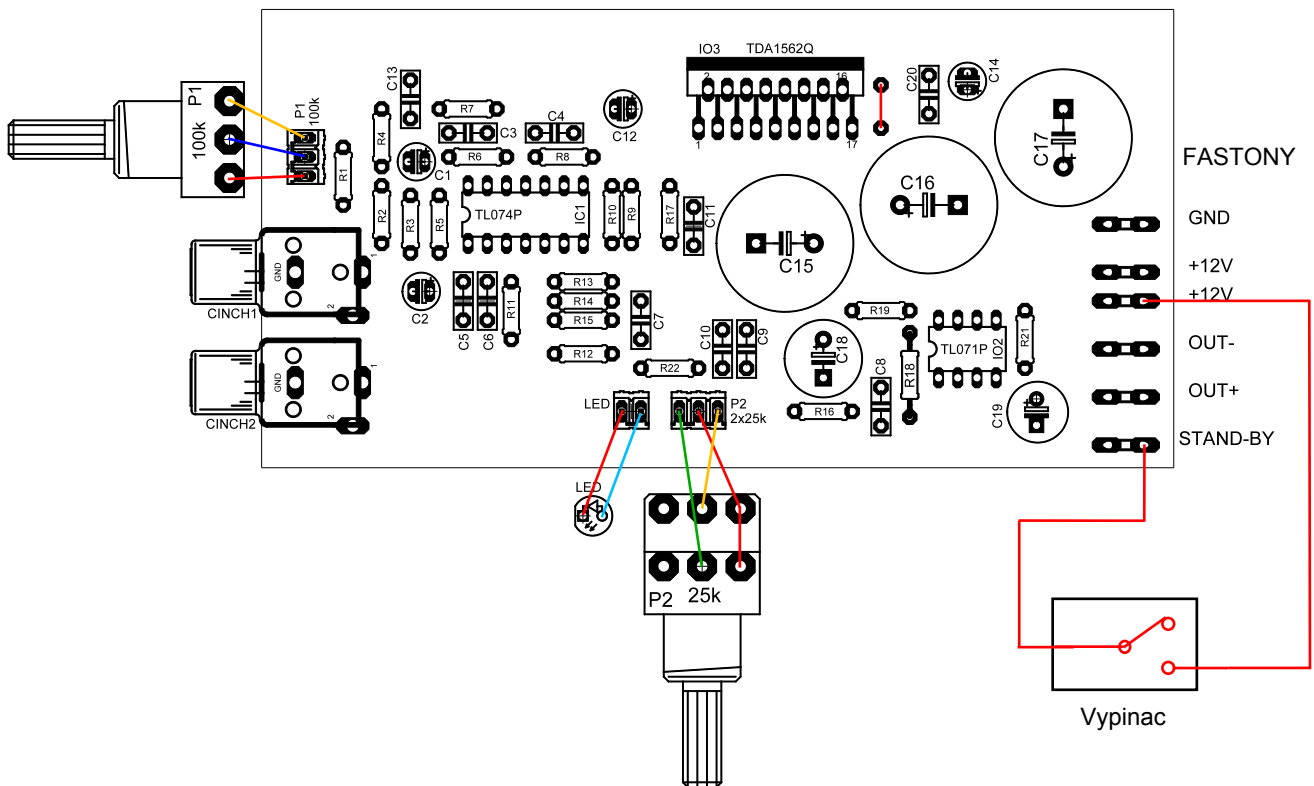 IO3 TDA1562Q
2 16
1 17
C20
C14
C17
C13
P1
100k
P1
100k
R7
C3
C4
C12
R4
R6
R8
C1
R1
C16
FASTONY
TL074P IC1
R2
R3
R5
R10
R9
R17
C11
GND
C15
+12V
+12V
GND
1
2
CINCH1
C2
C5
C6
R11
R13
R14
R15
R12
C7
R22
C10
C9
C18
R19
TL071P IO2
R21
OUT-
R18
C8
R16
C19
OUT+
STAND-BY
GND
1
2
CINCH2
LED
P2
2x25k
LED
P2 25k
Vypinac